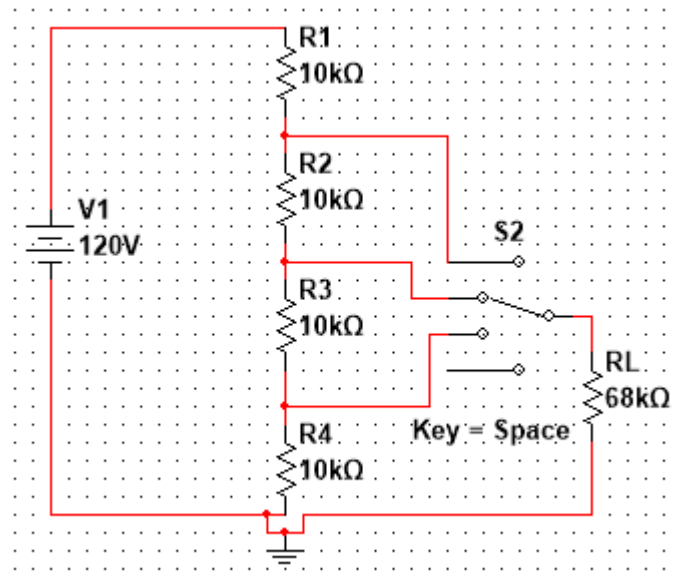 R1
10kΩ
R2
10kΩ
V1
120V
S2
R3
10kΩ
RL
68kΩ
R4
Key = Space
10kΩ